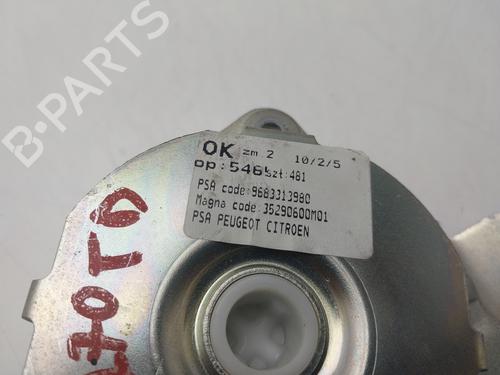 OK zm 2 10/2/5
op:546 szt:481
PSA code:9683313980
Magna code:35290600M01
PSA PEUGEOT CITROEN
B-PARTS